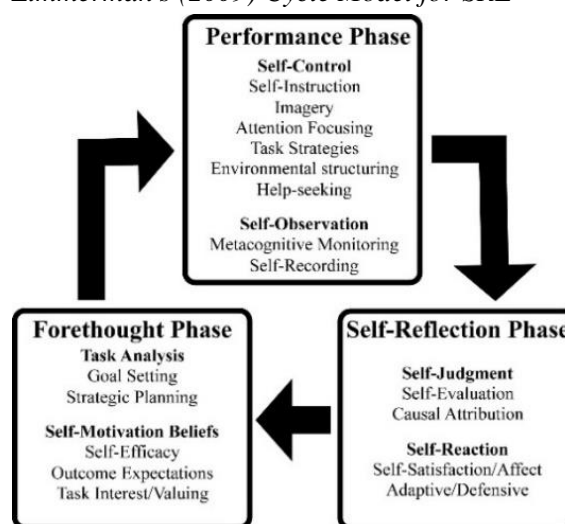 Zimmerman's (2009) Cycle Model for SRL
Performance Phase
Self-Control
Self-Instruction
Imagery
Attention Focusing
Task Strategies
Environmental structuring
Help-seeking
Self-Observation
Metacognitive Monitoring
Self-Recording
Forethought Phase
Task Analysis
Goal Setting
Strategic Planning
Self-Motivation Beliefs
Self-Efficacy
Outcome Expectations
Task Interest/Valuing
Self-Reflection Phase
Self-Judgment
Self-Evaluation
Causal Attribution
Self-Reaction
Self-Satisfaction/Affect
Adaptive/Defensive